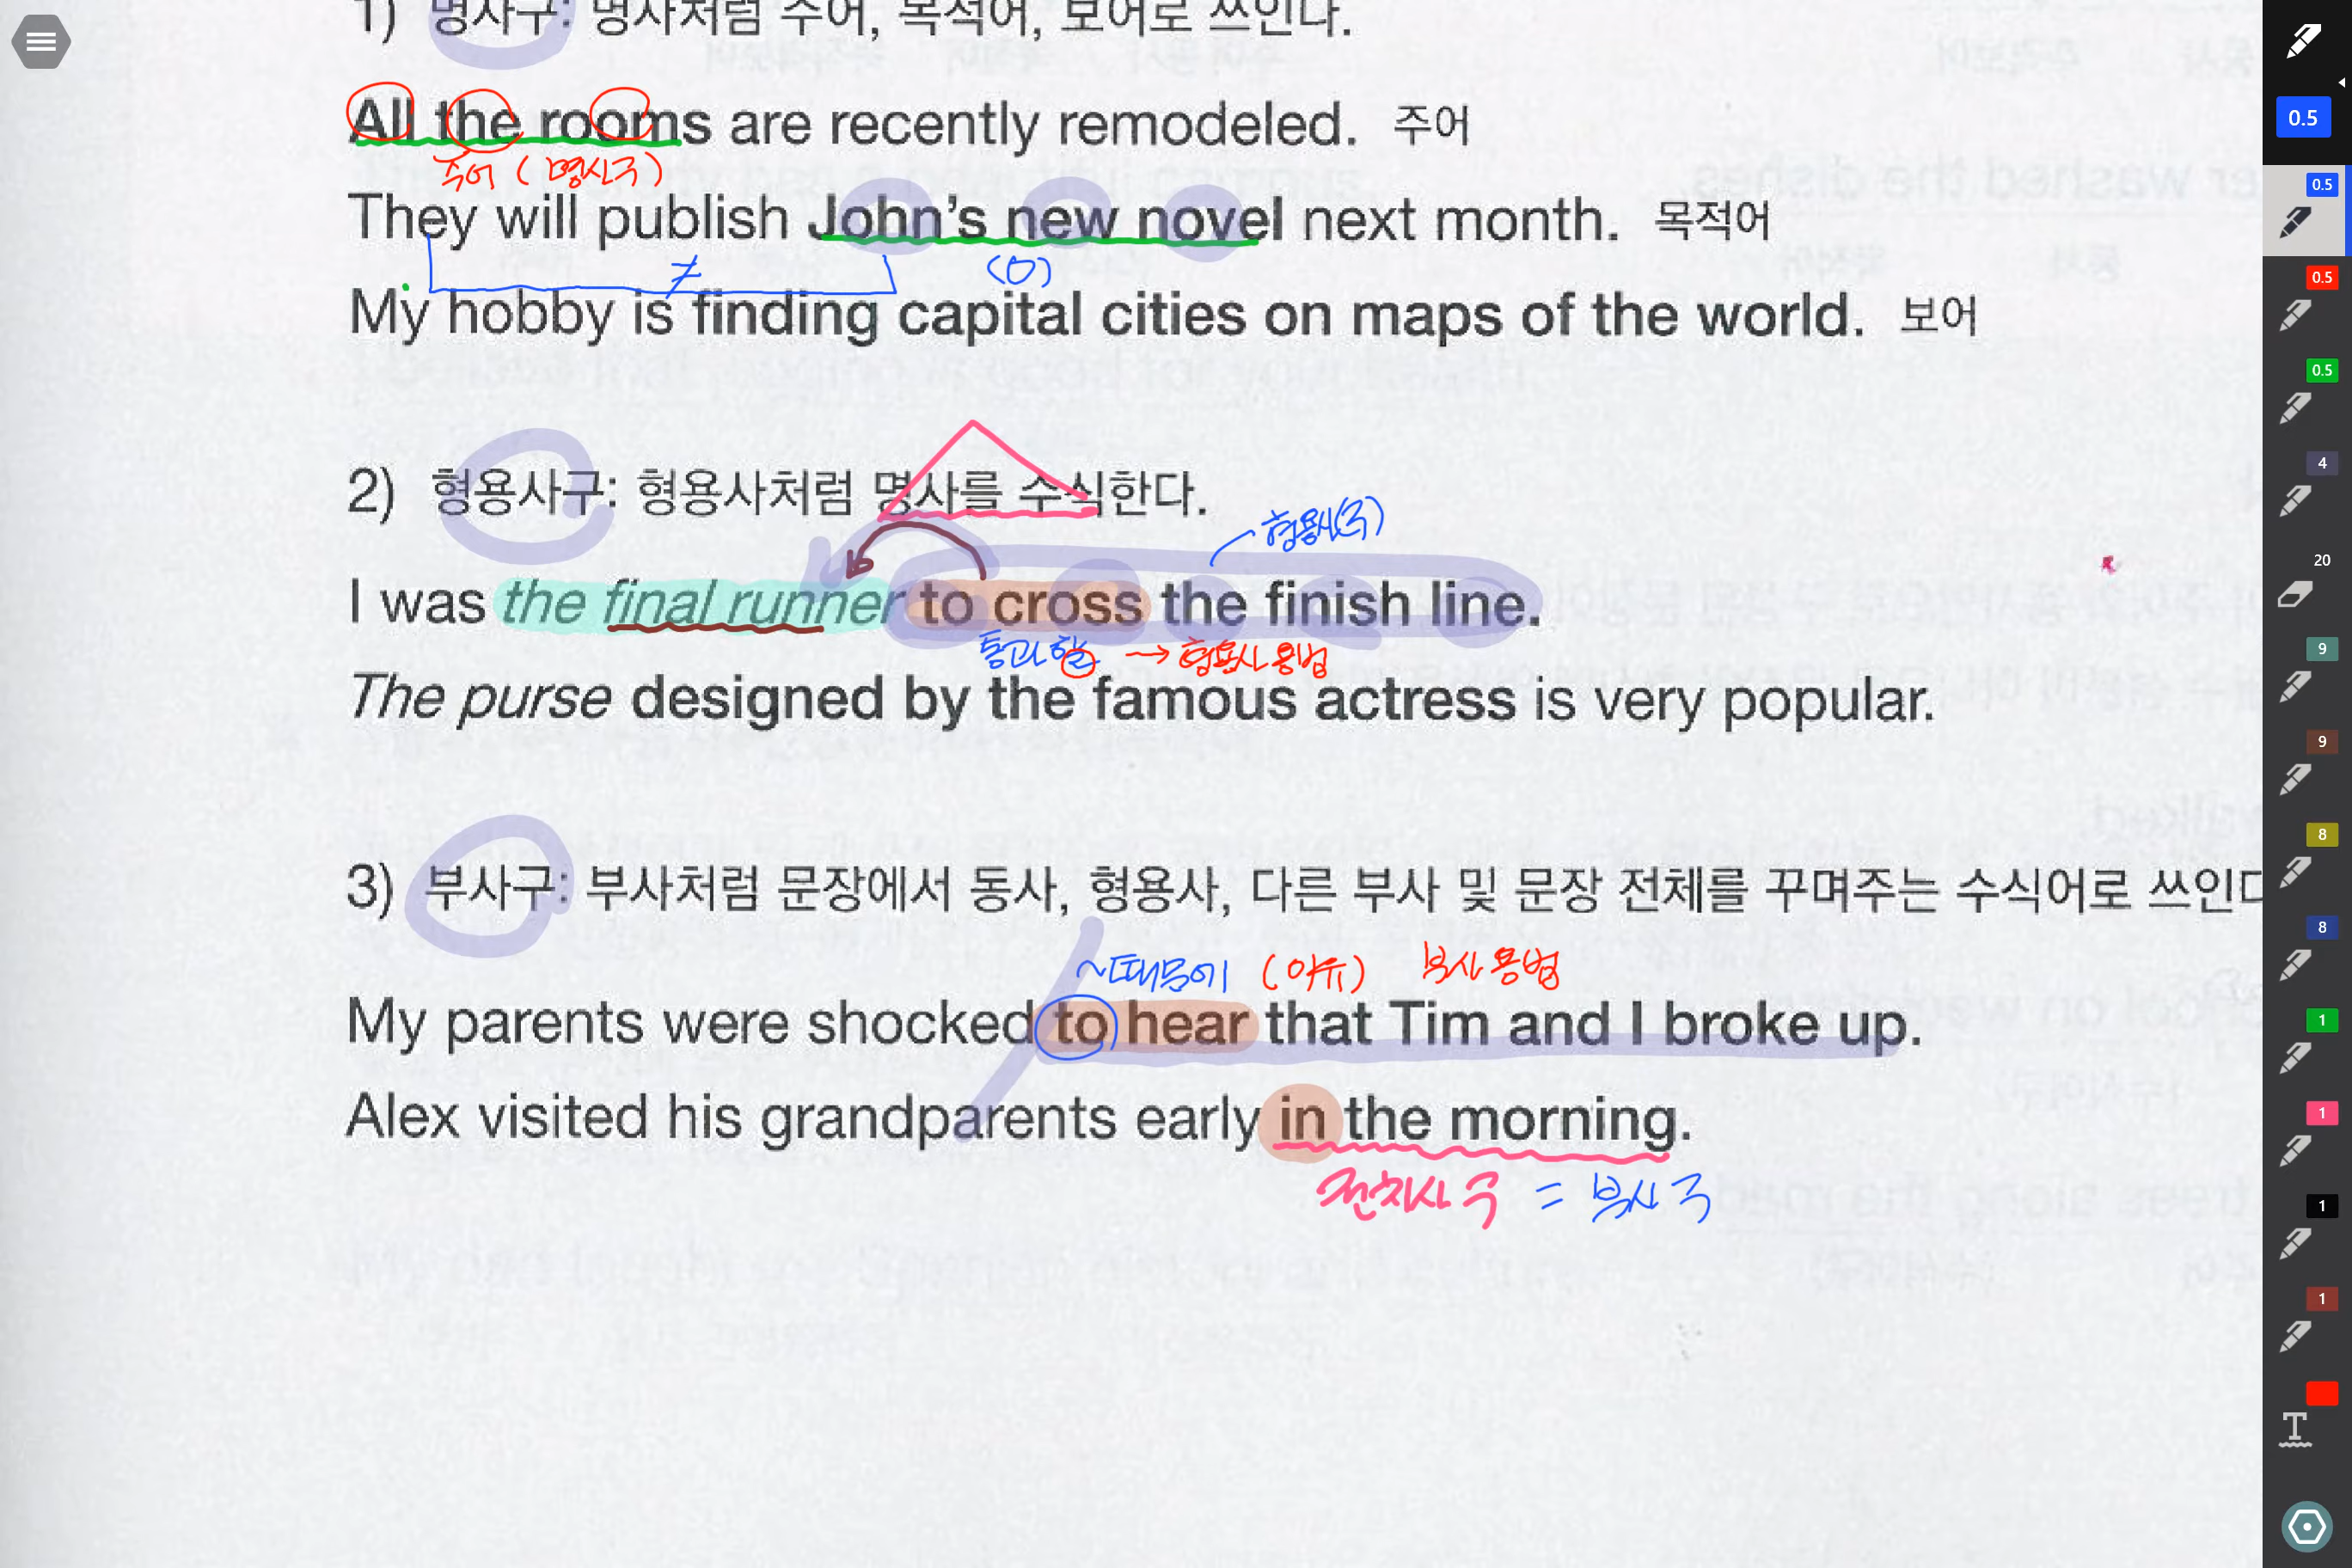 1) 명사구: 명사처럼 주어, 목적어, 보어로 쓰인다.
All the rooms are recently remodeled. 주어
주어 (명사구)
They will publish John's new novel next month. 목적어
≠ (O)
My hobby is finding capital cities on maps of the world. 보어
2) 형용사구: 형용사처럼 명사를 수식한다.
형용사(구)
I was the final runner to cross the finish line.
통과할 → 형용사 용법
The purse designed by the famous actress is very popular.
3) 부사구: 부사처럼 문장에서 동사, 형용사, 다른 부사 및 문장 전체를 꾸며주는 수식어로 쓰인다
~때문에 (이유) 부사 용법
My parents were shocked to hear that Tim and I broke up.
Alex visited his grandparents early in the morning.
전치사구 = 부사구
0.5
0.5
0.5
0.5
4
20
9
9
8
8
1
1
1
1
T